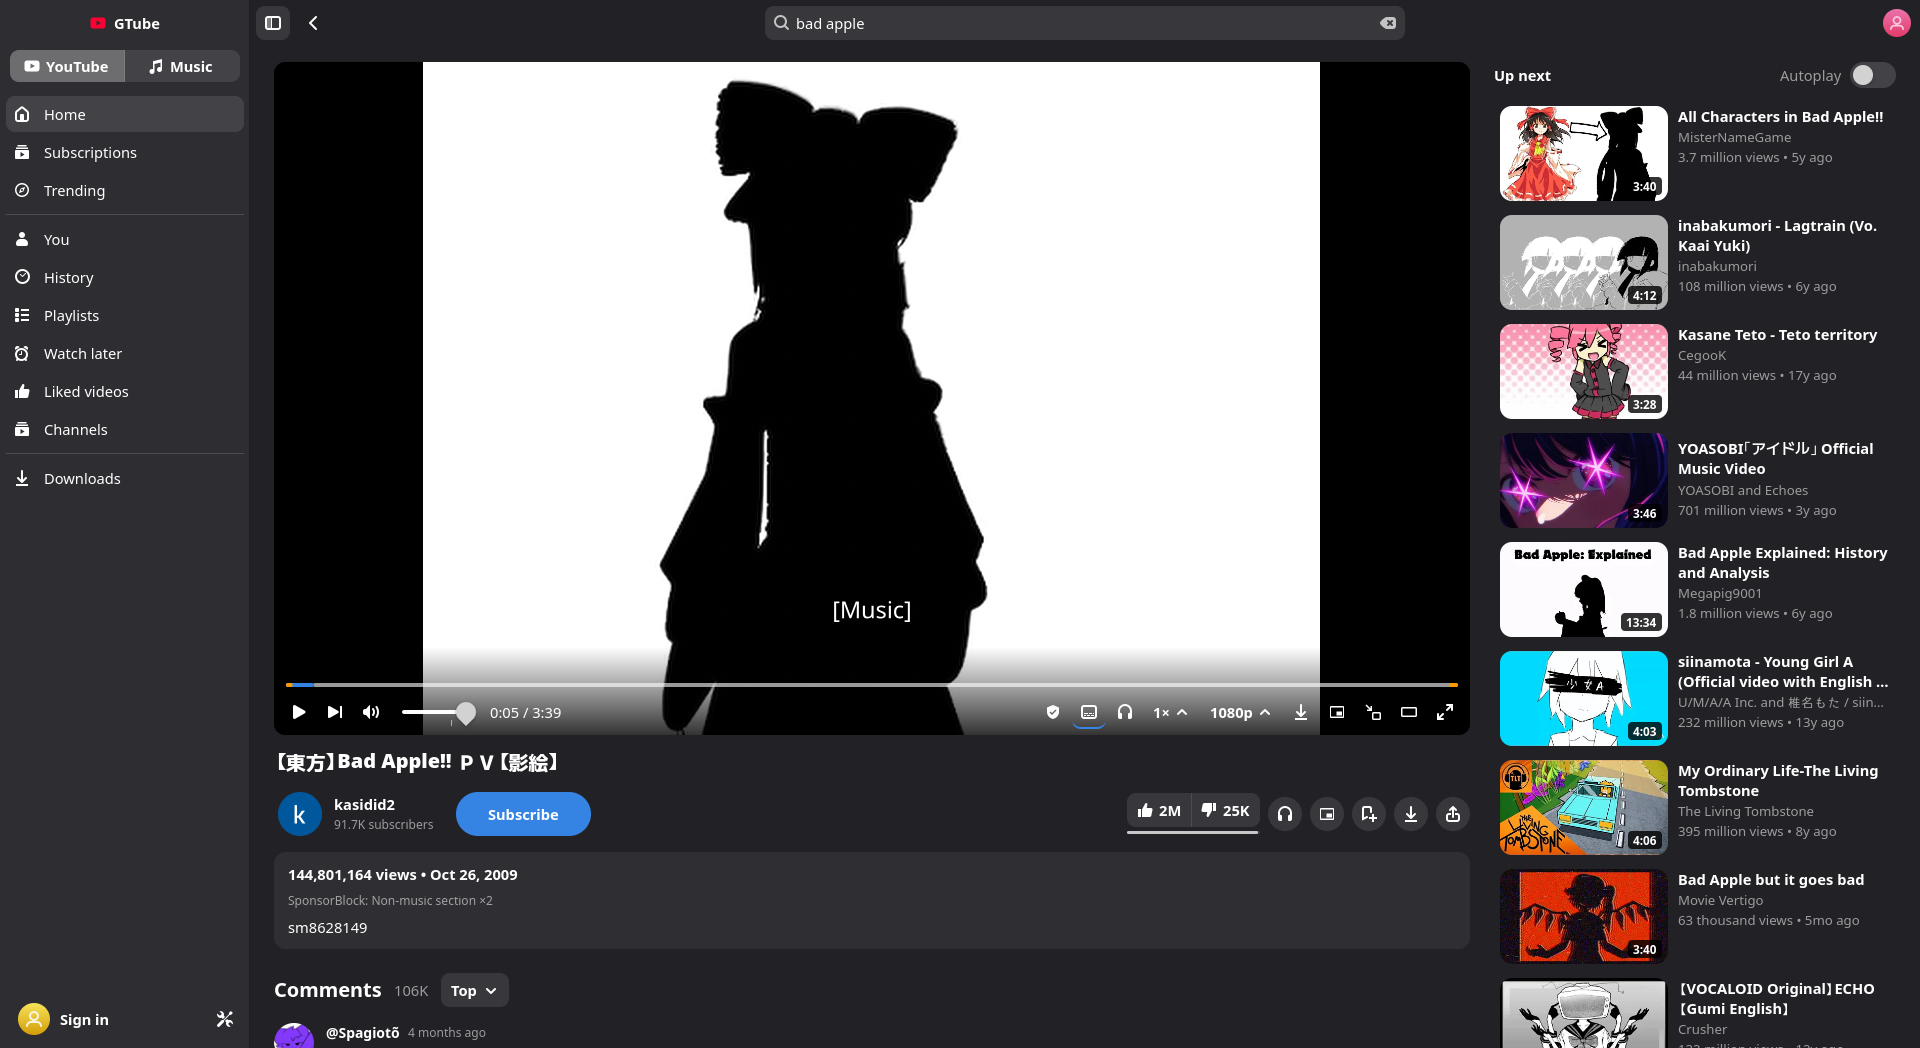 GTube
YouTube
Music
Home
Subscriptions
Trending
You
History
Playlists
Watch later
Liked videos
Channels
Downloads
Sign in
bad apple
[Music]
0:05 / 3:39
1×
1080p
【東方】Bad Apple!! ＰＶ【影絵】
kasidid2
91.7K subscribers
Subscribe
2M
25K
144,801,164 views • Oct 26, 2009
SponsorBlock: Non-music section ×2
sm8628149
Comments 106K Top
@Spagiotõ 4 months ago
Up next
Autoplay
3:40
All Characters in Bad Apple!!
MisterNameGame
3.7 million views • 5y ago
4:12
inabakumori - Lagtrain (Vo.
Kaai Yuki)
inabakumori
108 million views • 6y ago
3:28
Kasane Teto - Teto territory
CegooK
44 million views • 17y ago
3:46
YOASOBI「アイドル」 Official
Music Video
YOASOBI and Echoes
701 million views • 3y ago
Bad Apple: Explained
13:34
Bad Apple Explained: History
and Analysis
Megapig9001
1.8 million views • 6y ago
少女A
4:03
siinamota - Young Girl A
(Official video with English ...
U/M/A/A Inc. and 椎名もた / siin...
232 million views • 13y ago
TLT
THE LIVING TOMBSTONE
4:06
My Ordinary Life-The Living
Tombstone
The Living Tombstone
395 million views • 8y ago
3:40
Bad Apple but it goes bad
Movie Vertigo
63 thousand views • 5mo ago
【VOCALOID Original】ECHO
【Gumi English】
Crusher